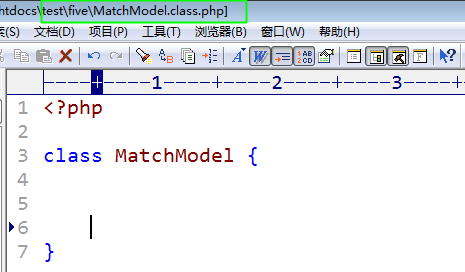 htdocs\test\five\MatchModel.class.php]
(S) 文档(D) 项目(P) 工具(T) 浏览器(B) 窗口(W) 帮助(H)
1 2 3
1 <?php
2
3 class MatchModel {
4
5
6
7 }